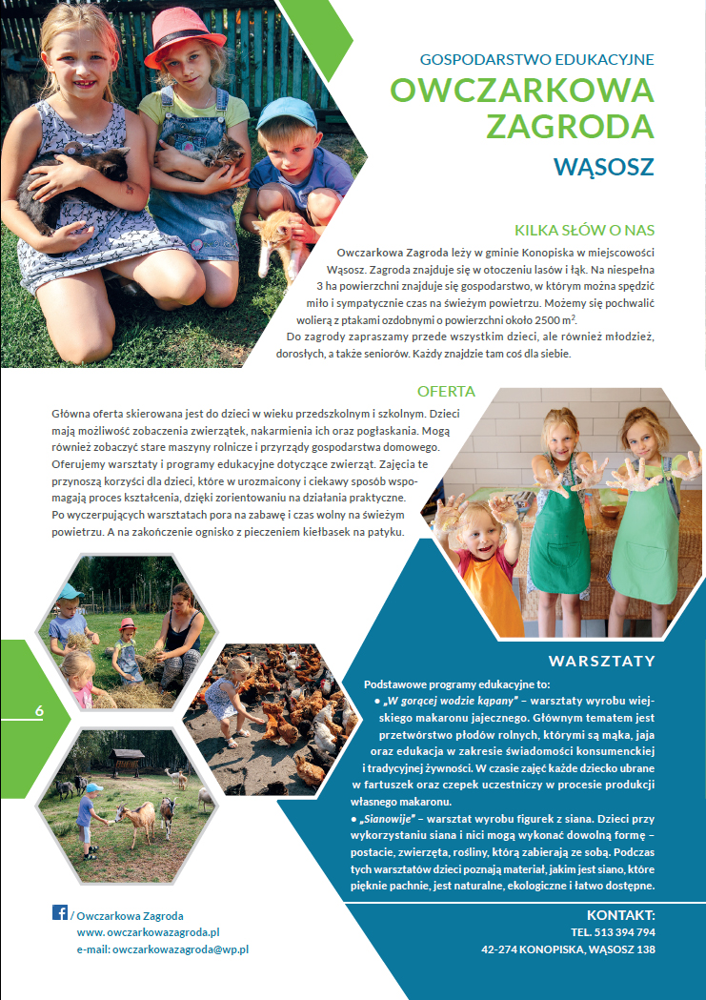 GOSPODARSTWO EDUKACYJNE
OWCZARKOWA
ZAGRODA
WĄSOSZ
KILKA SŁÓW O NAS
Owczarkowa Zagroda leży w gminie Konopiska w miejscowości
Wąsosz. Zagroda znajduje się w otoczeniu lasów i łąk. Na niespełna
3 ha powierzchni znajduje się gospodarstwo, w którym można spędzić
miło i sympatycznie czas na świeżym powietrzu. Możemy się pochwalić
wolierą z ptakami ozdobnymi o powierzchni około 2500 m².
Do zagrody zapraszamy przede wszystkim dzieci, ale również młodzież,
dorosłych, a także seniorów. Każdy znajdzie tam coś dla siebie.
OFERTA
Główna oferta skierowana jest do dzieci w wieku przedszkolnym i szkolnym. Dzieci
mają możliwość zobaczenia zwierzątek, nakarmienia ich oraz pogłaskania. Mogą
również zobaczyć stare maszyny rolnicze i przyrządy gospodarstwa domowego.
Oferujemy warsztaty i programy edukacyjne dotyczące zwierząt. Zajęcia te
przynoszą korzyści dla dzieci, które w urozmaicony i ciekawy sposób wspo-
magają proces kształcenia, dzięki zorientowaniu na działania praktyczne.
Po wyczerpujących warsztatach pora na zabawę i czas wolny na świeżym
powietrzu. A na zakończenie ognisko z pieczeniem kiełbasek na patyku.
WARSZTATY
Podstawowe programy edukacyjne to:
• „W gorącej wodzie kąpany” – warsztaty wyrobu wiej-
skiego makaronu jajecznego. Głównym tematem jest
przetwórstwo płodów rolnych, którymi są mąka, jaja
oraz edukacja w zakresie świadomości konsumenckiej
i tradycyjnej żywności. W czasie zajęć każde dziecko ubrane
w fartuszek oraz czepek uczestniczy w procesie produkcji
własnego makaronu.
• „Sianowije” – warsztat wyrobu figurek z siana. Dzieci przy
wykorzystaniu siana i nici mogą wykonać dowolną formę –
postacie, zwierzęta, rośliny, którą zabierają ze sobą. Podczas
tych warsztatów dzieci poznają materiał, jakim jest siano, które
pięknie pachnie, jest naturalne, ekologiczne i łatwo dostępne.
6
f / Owczarkowa Zagroda
www. owczarkowazagroda.pl
e-mail: owczarkowazagroda@wp.pl
KONTAKT:
TEL. 513 394 794
42-274 KONOPISKA, WĄSOSZ 138